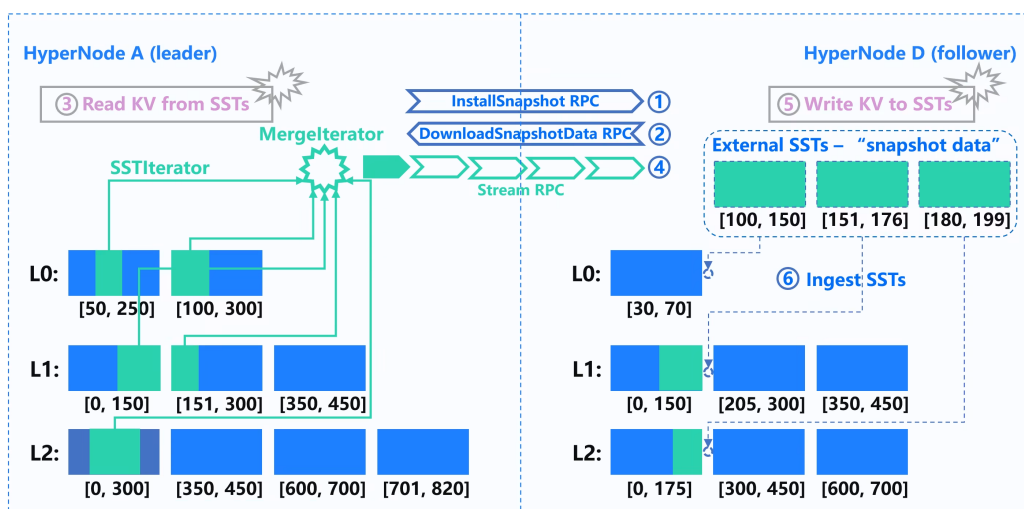 HyperNode A (leader)
HyperNode D (follower)
③ Read KV from SSTs
InstallSnapshot RPC ①
⑤ Write KV to SSTs
MergeIterator
DownloadSnapshotData RPC ②
External SSTs – “snapshot data”
SSTIterator
④
Stream RPC
[100, 150] [151, 176] [180, 199]
L0:
[50, 250] [100, 300]
L0:
[30, 70]
⑥ Ingest SSTs
L1:
[0, 150] [151, 300] [350, 450]
L1:
[0, 150] [205, 300] [350, 450]
L2:
[0, 300] [350, 450] [600, 700] [701, 820]
L2:
[0, 175] [300, 450] [600, 700]